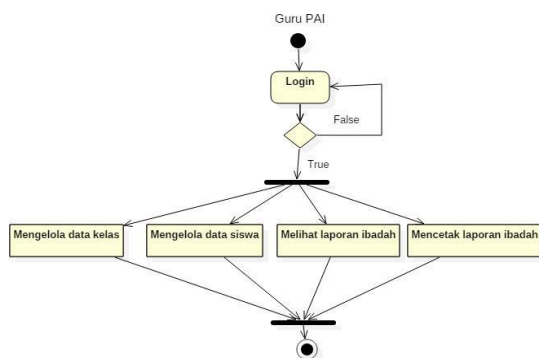 Guru PAI
Login
False
True
Mengelola data kelas
Mengelola data siswa
Melihat laporan ibadah
Mencetak laporan ibadah